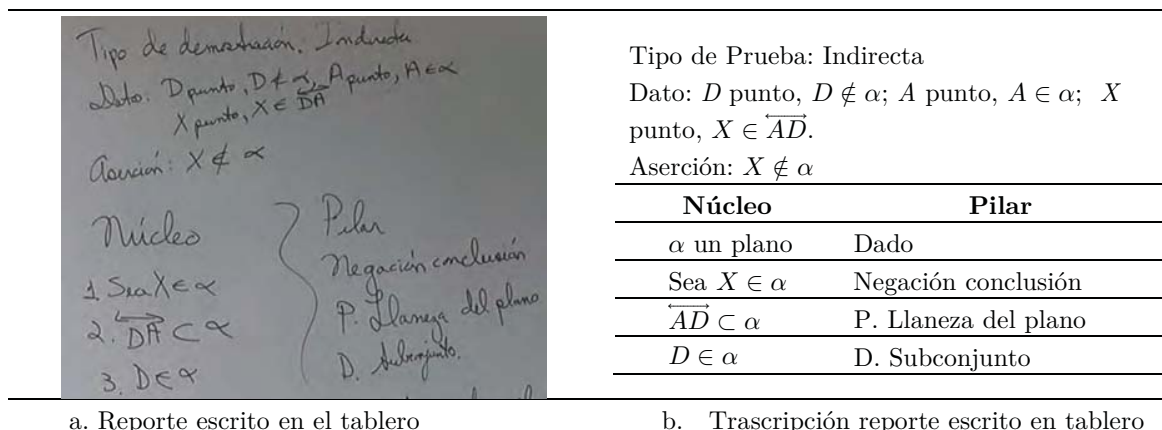 Tipo de demostración. Indirecta
Dato: D punto, D ∉ α, A punto, A ∈ α
X punto, X ∈ DA
Aserción: X ∉ α
Núcleo Pilar
1. Sea X ∈ α Negación conclusión
2. DA ⊂ α P. Llaneza del plano
3. D ∈ α D. Subconjunto.
a. Reporte escrito en el tablero
Tipo de Prueba: Indirecta
Dato: D punto, D ∉ α; A punto, A ∈ α; X
punto, X ∈ AD.
Aserción: X ∉ α
Núcleo Pilar
α un plano Dado
Sea X ∈ α Negación conclusión
AD ⊂ α P. Llaneza del plano
D ∈ α D. Subconjunto
b. Trascripción reporte escrito en tablero